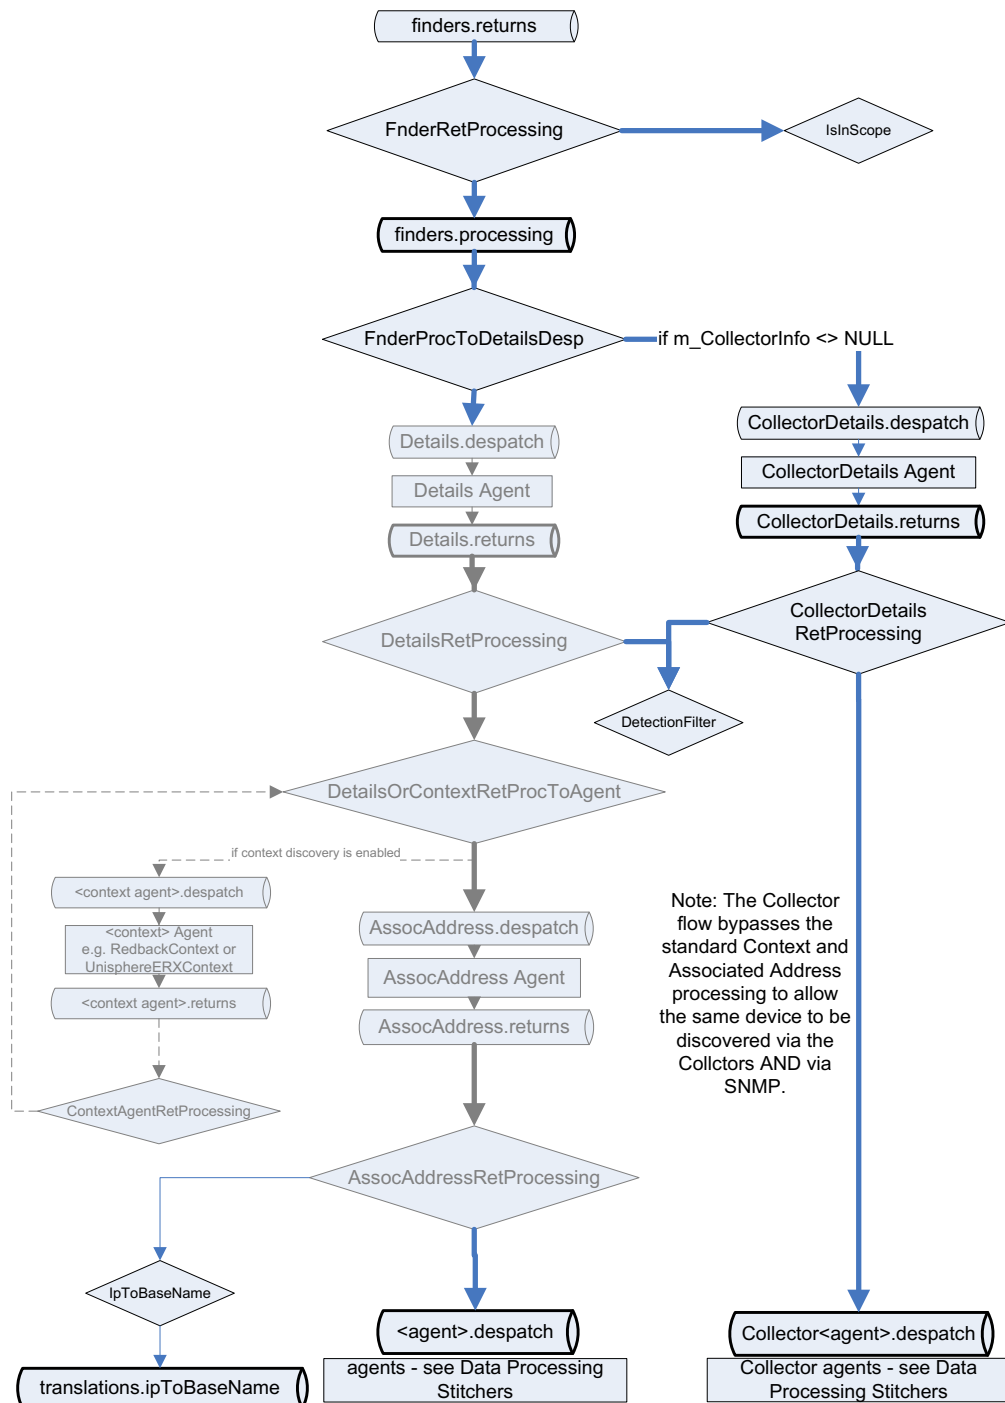 finders.returns
FnderRetProcessing
IsInScope
finders.processing
FnderProcToDetailsDesp
if m_CollectorInfo <> NULL
Details.despatch
CollectorDetails.despatch
Details Agent
CollectorDetails Agent
Details.returns
CollectorDetails.returns
DetailsRetProcessing
CollectorDetails
RetProcessing
DetectionFilter
DetailsOrContextRetProcToAgent
if context discovery is enabled
<context agent>.despatch
<context> Agent
e.g. RedbackContext or
UnisphereERXContext
<context agent>.returns
ContextAgentRetProcessing
AssocAddress.despatch
AssocAddress Agent
AssocAddress.returns
Note: The Collector
flow bypasses the
standard Context and
Associated Address
processing to allow
the same device to be
discovered via the
Collctors AND via
SNMP.
AssocAddressRetProcessing
IpToBaseName
translations.ipToBaseName
<agent>.despatch
agents - see Data Processing
Stitchers
Collector<agent>.despatch
Collector agents - see Data
Processing Stitchers